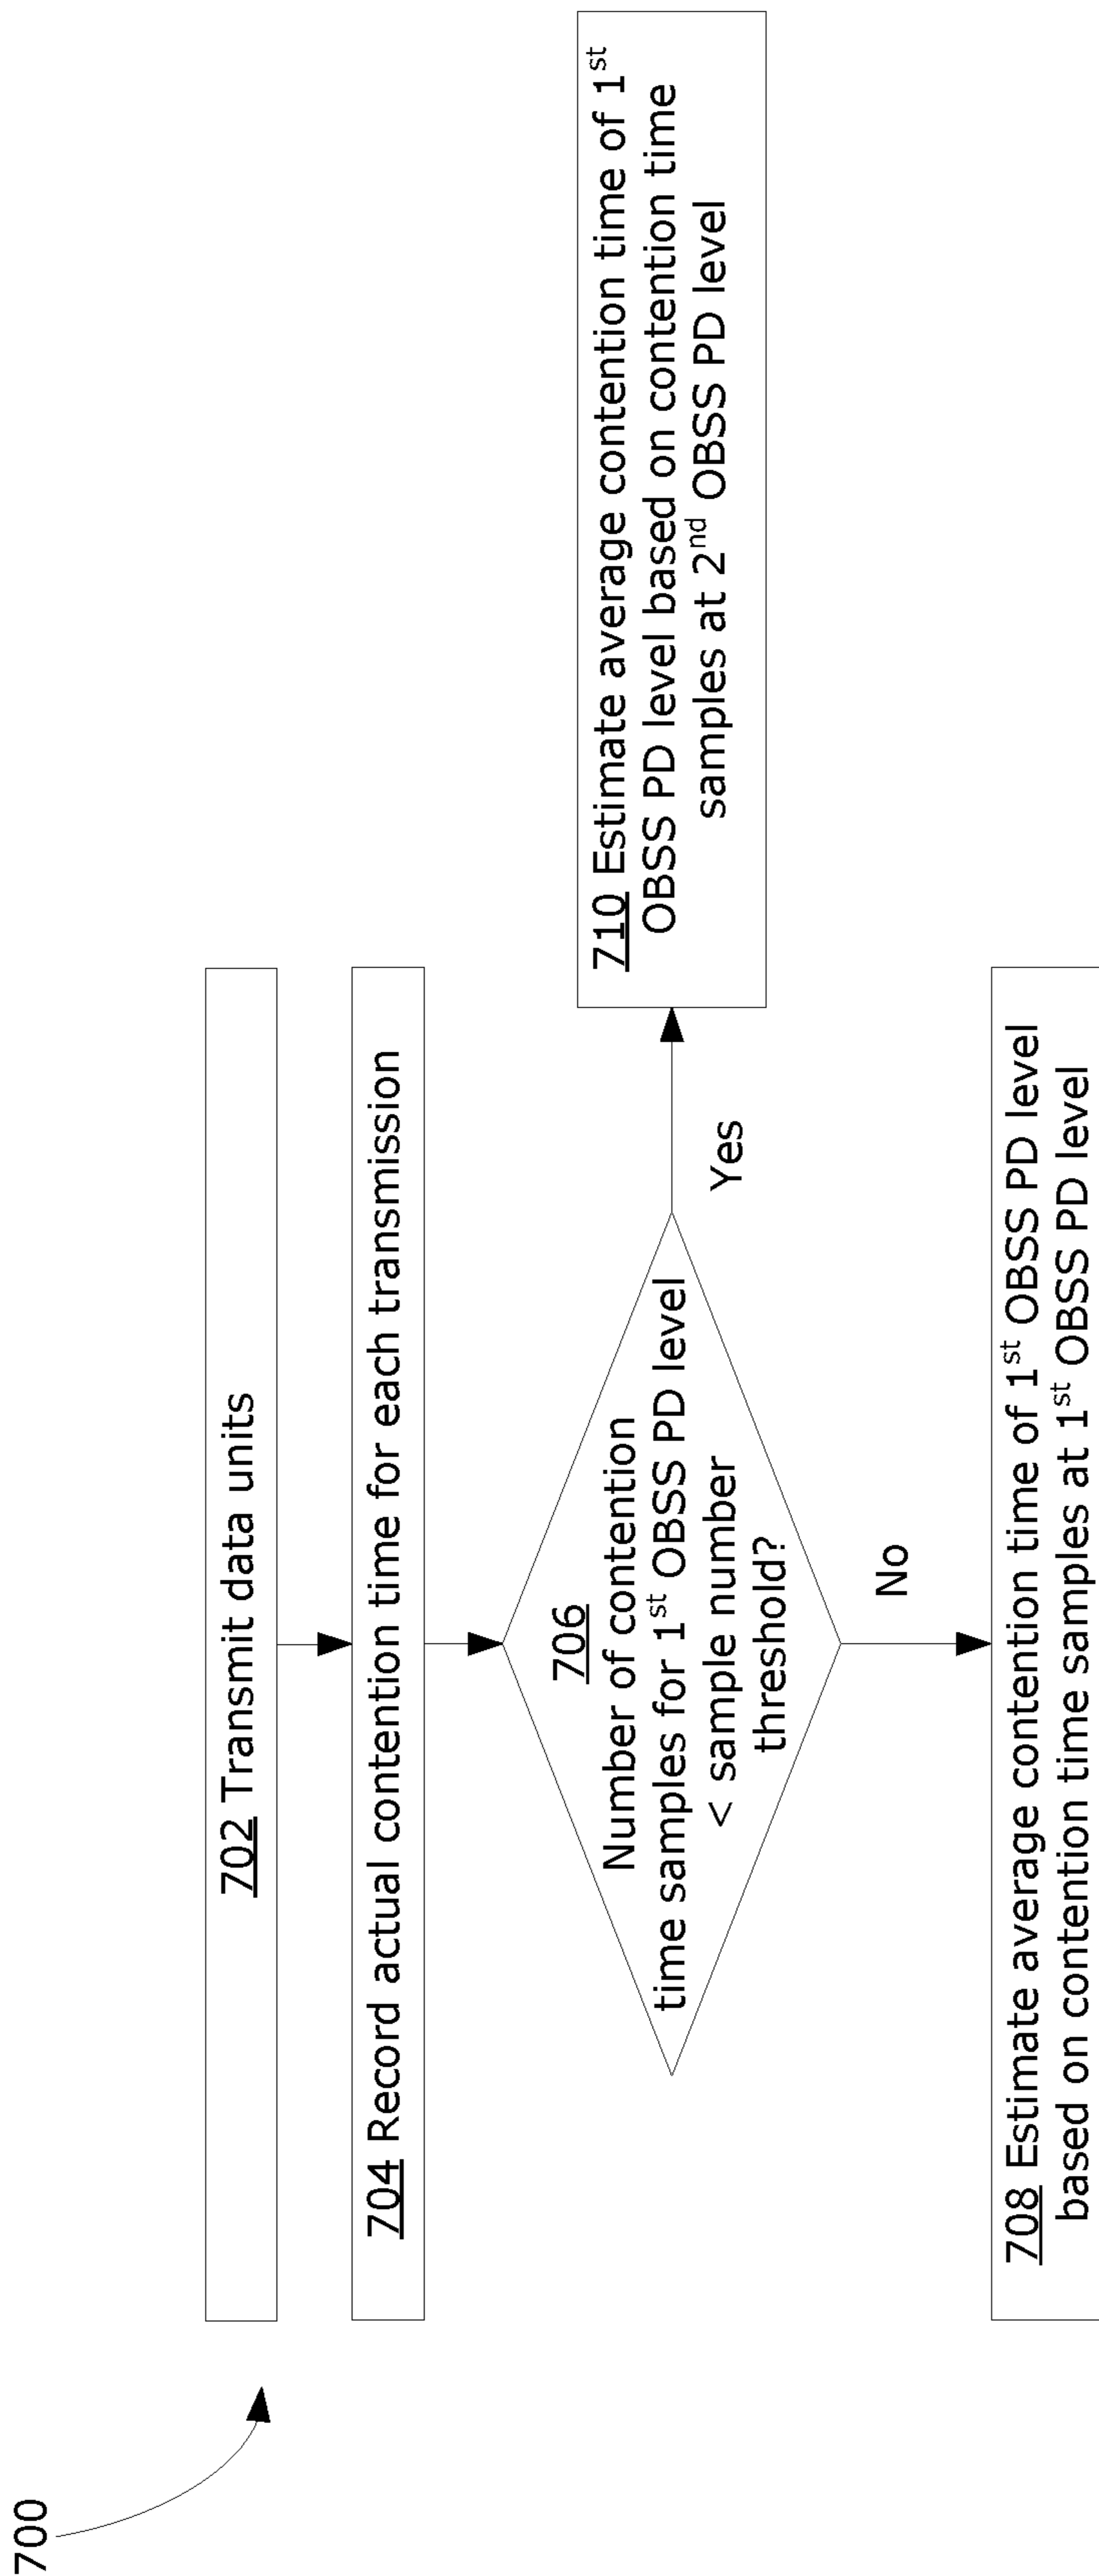 700
702 Transmit data units
704 Record actual contention time for each transmission
706
Number of contention
time samples for 1st OBSS PD level
< sample number
threshold?
Yes
710 Estimate average contention time of 1st
OBSS PD level based on contention time
samples at 2nd OBSS PD level
No
708 Estimate average contention time of 1st OBSS PD level
based on contention time samples at 1st OBSS PD level